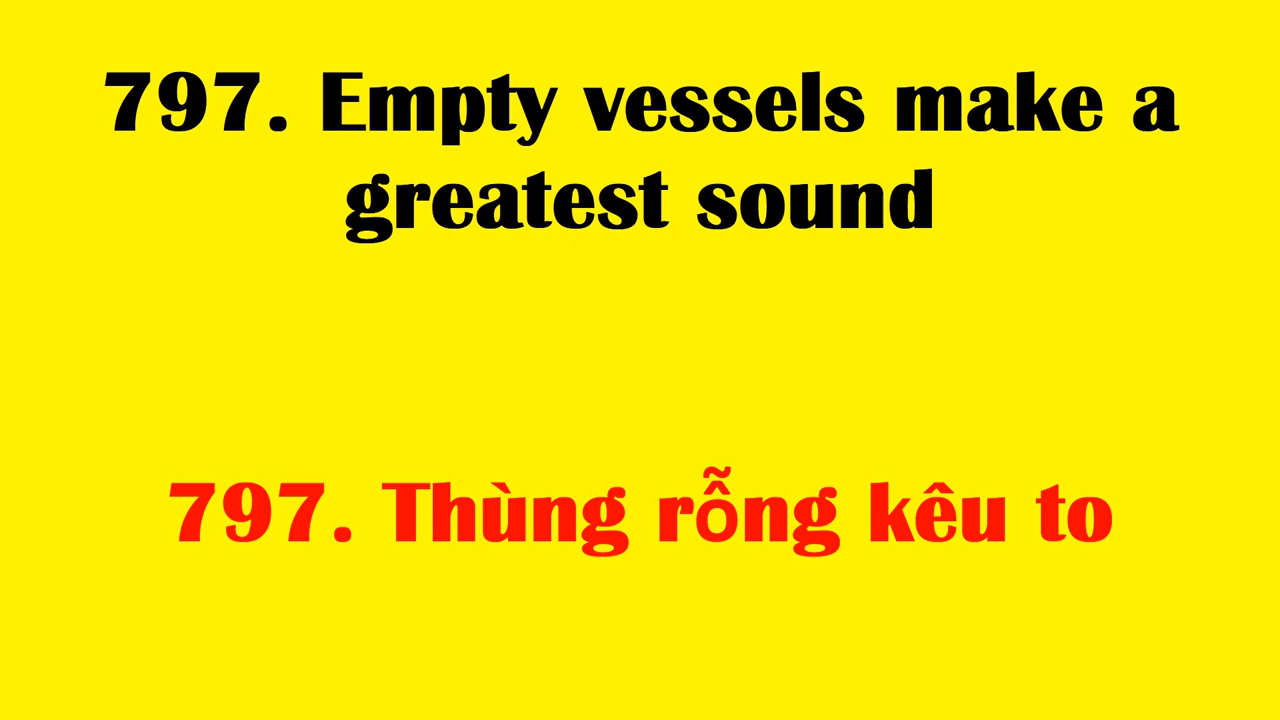 797. Empty vessels make a
greatest sound
797. Thùng rỗng kêu to